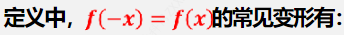 定义中，f(-x) = f(x)的常见变形有：